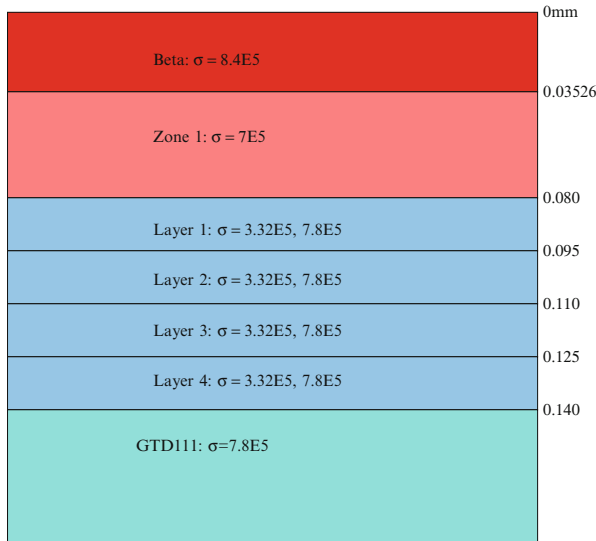 0mm
Beta: σ = 8.4E5
0.03526
Zone 1: σ = 7E5
0.080
Layer 1: σ = 3.32E5, 7.8E5
0.095
Layer 2: σ = 3.32E5, 7.8E5
0.110
Layer 3: σ = 3.32E5, 7.8E5
0.125
Layer 4: σ = 3.32E5, 7.8E5
0.140
GTD111: σ=7.8E5